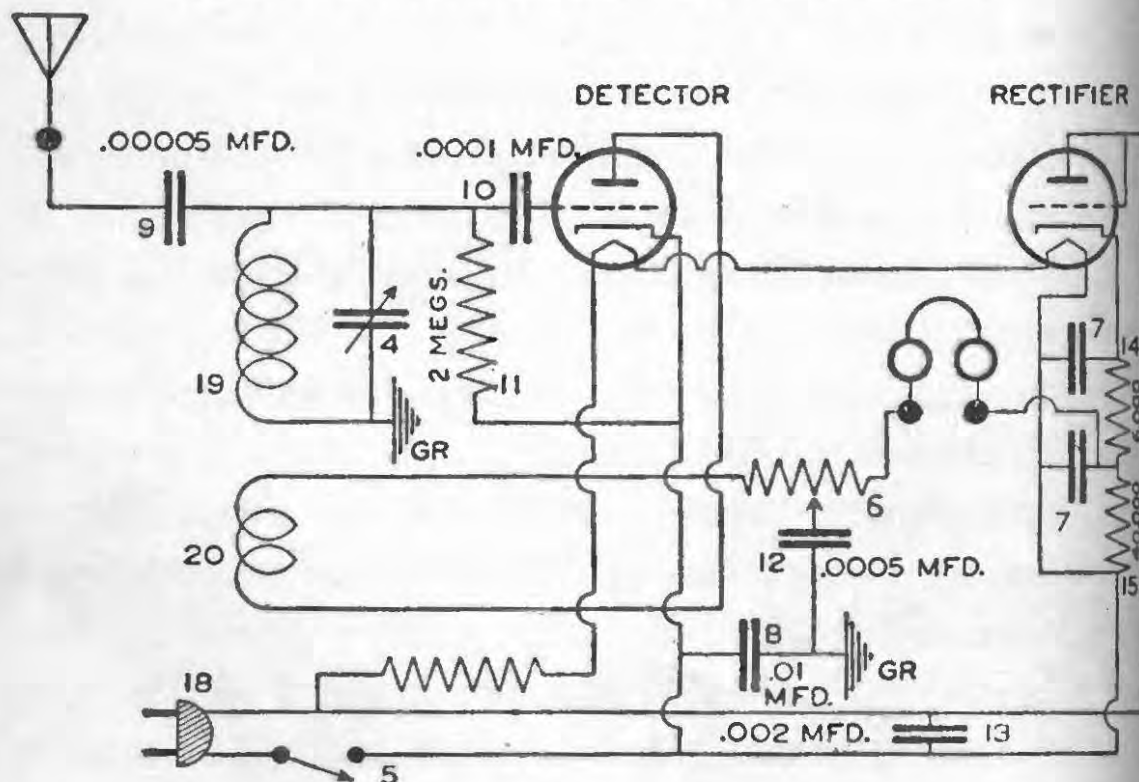 DETECTOR
RECTIFIER
.00005 MFD.
.0001 MFD.
10
9
19
4
2 MEGS.
11
GR
7
14
7
6
20
12
.0005 MFD.
15
8
.01
MFD.
GR
18
.002 MFD.
13
5